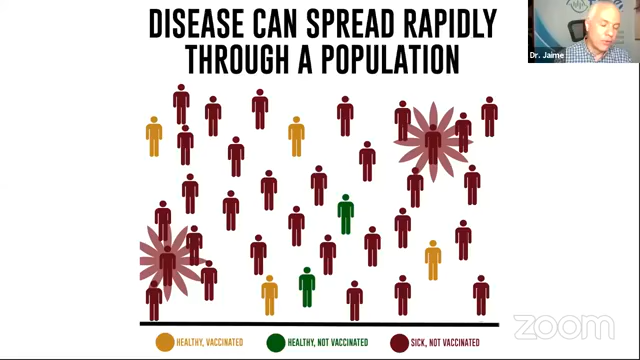 DISEASE CAN SPREAD RAPIDLY
THROUGH A POPULATION
Dr. Jaime
HEALTHY, VACCINATED
HEALTHY, NOT VACCINATED
SICK, NOT VACCINATED
zoom